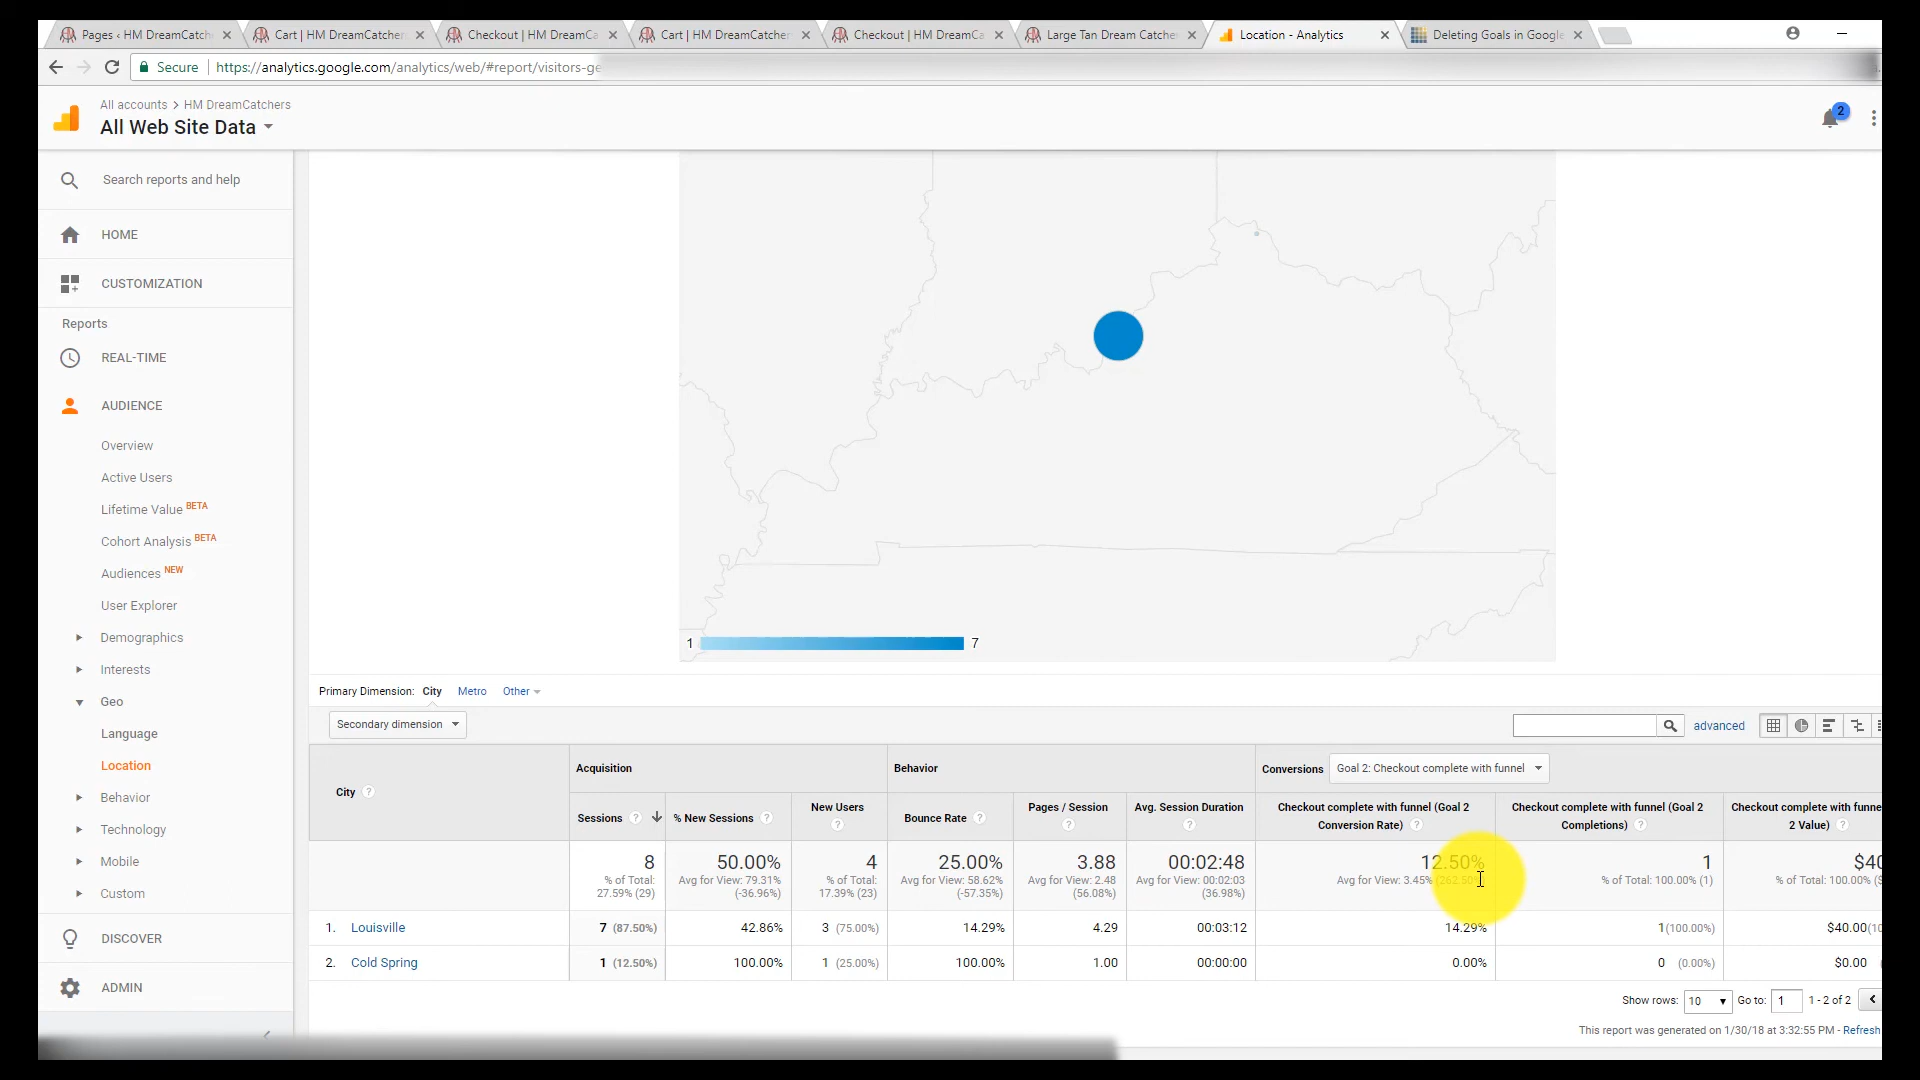 Pages ‹ HM DreamCatch
Cart | HM DreamCatcher
Checkout | HM DreamCa
Cart | HM DreamCatcher
Checkout | HM DreamCa
Large Tan Dream Catche
Location - Analytics
Deleting Goals in Google
Secure
https://analytics.google.com/analytics/web/#report/visitors-ge
All accounts > HM DreamCatchers
All Web Site Data
2
Search reports and help
HOME
CUSTOMIZATION
Reports
REAL-TIME
AUDIENCE
Overview
Active Users
Lifetime Value BETA
Cohort Analysis BETA
Audiences NEW
User Explorer
Demographics
Interests
Geo
Language
Location
Behavior
Technology
Mobile
Custom
DISCOVER
ADMIN
1 7
Primary Dimension: City Metro Other
Secondary dimension
advanced
City ?
Acquisition
Behavior
Conversions Goal 2: Checkout complete with funnel
Sessions ?
% New Sessions ?
New Users ?
Bounce Rate ?
Pages / Session ?
Avg. Session Duration ?
Checkout complete with funnel (Goal 2
Conversion Rate) ?
Checkout complete with funnel (Goal 2
Completions) ?
Checkout complete with funne
2 Value) ?
8
% of Total:
27.59% (29)
50.00%
Avg for View: 79.31%
(-36.96%)
4
% of Total:
17.39% (23)
25.00%
Avg for View: 58.62%
(-57.35%)
3.88
Avg for View: 2.48
(56.08%)
00:02:48
Avg for View: 00:02:03
(36.98%)
12.50%
Avg for View: 3.45% (262.50%)
1
% of Total: 100.00% (1)
$40
% of Total: 100.00% ($
1. Louisville 7 (87.50%) 42.86% 3 (75.00%) 14.29% 4.29 00:03:12 14.29% 1(100.00%) $40.00(10
2. Cold Spring 1 (12.50%) 100.00% 1 (25.00%) 100.00% 1.00 00:00:00 0.00% 0 (0.00%) $0.00 (
Show rows: 10 Go to: 1 1 - 2 of 2
This report was generated on 1/30/18 at 3:32:55 PM - Refresh